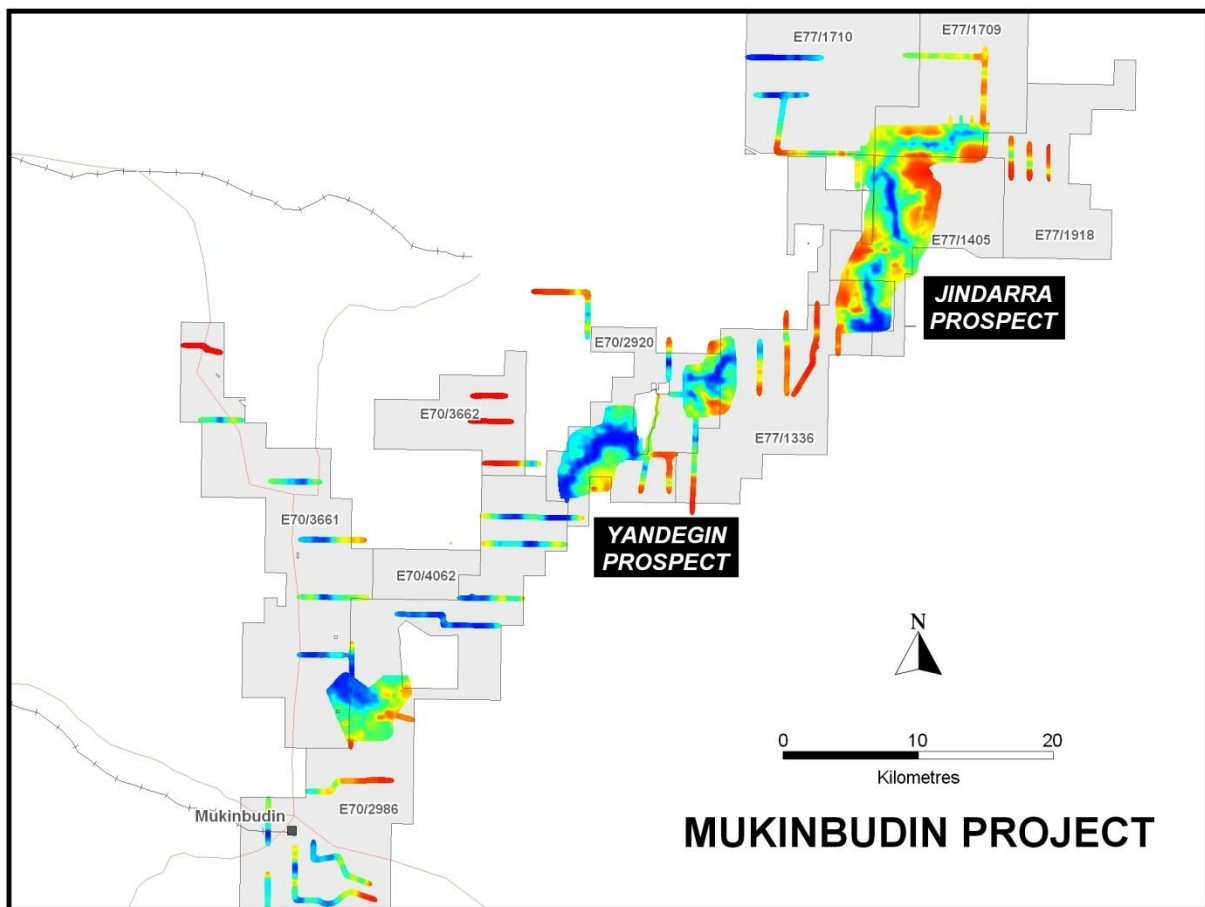 E77/1709
E77/1710
E77/1405
E77/1918
JINDARRA
PROSPECT
E70/2920
E70/3662
E77/1336
E70/3661
YANDEGIN
PROSPECT
E70/4062
N
0 10 20
Kilometres
E70/2986
Mukinbudin
MUKINBUDIN PROJECT